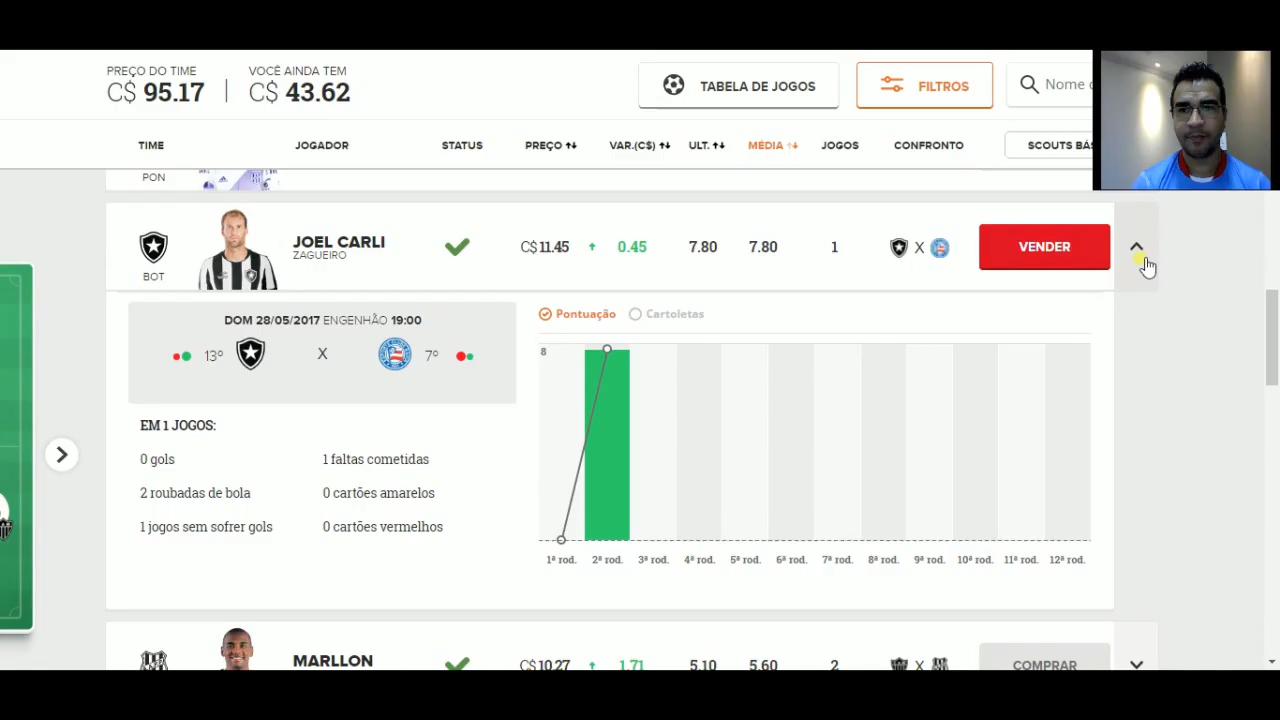 PREÇO DO TIME
C$ 95.17
VOCÊ AINDA TEM
C$ 43.62
TABELA DE JOGOS
FILTROS
Nome
TIME
JOGADOR
STATUS
PREÇO
VAR.(C$)
ULT.
MÉDIA
JOGOS
CONFRONTO
SCOUTS BÁS
PON
BOT
JOEL CARLI
ZAGUEIRO
C$ 11.45
0.45
7.80
7.80
1
X
VENDER
DOM 28/05/2017 ENGENHÃO 19:00
13º
X
7º
EM 1 JOGOS:
0 gols
1 faltas cometidas
2 roubadas de bola
0 cartões amarelos
1 jogos sem sofrer gols
0 cartões vermelhos
Pontuação
Cartoletas
8
1ª rod.
2ª rod.
3ª rod.
4ª rod.
5ª rod.
6ª rod.
7ª rod.
8ª rod.
9ª rod.
10ª rod.
11ª rod.
12ª rod.
MARLLON
C$ 10.27
1.71
5.10
5.60
2
X
COMPRAR